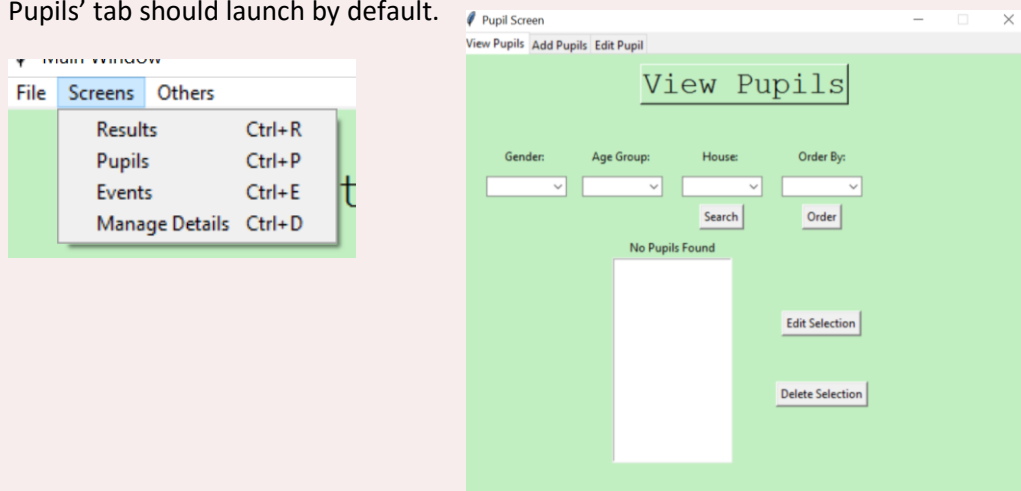 Pupils’ tab should launch by default.
Main Window
File Screens Others
Results Ctrl+R
Pupils Ctrl+P
Events Ctrl+E
Manage Details Ctrl+D
t
Pupil Screen
View Pupils Add Pupils Edit Pupil
View Pupils
Gender: Age Group: House: Order By:
Search Order
No Pupils Found
Edit Selection
Delete Selection